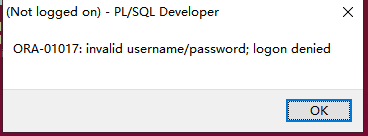 (Not logged on) - PL/SQL Developer
ORA-01017: invalid username/password; logon denied
OK